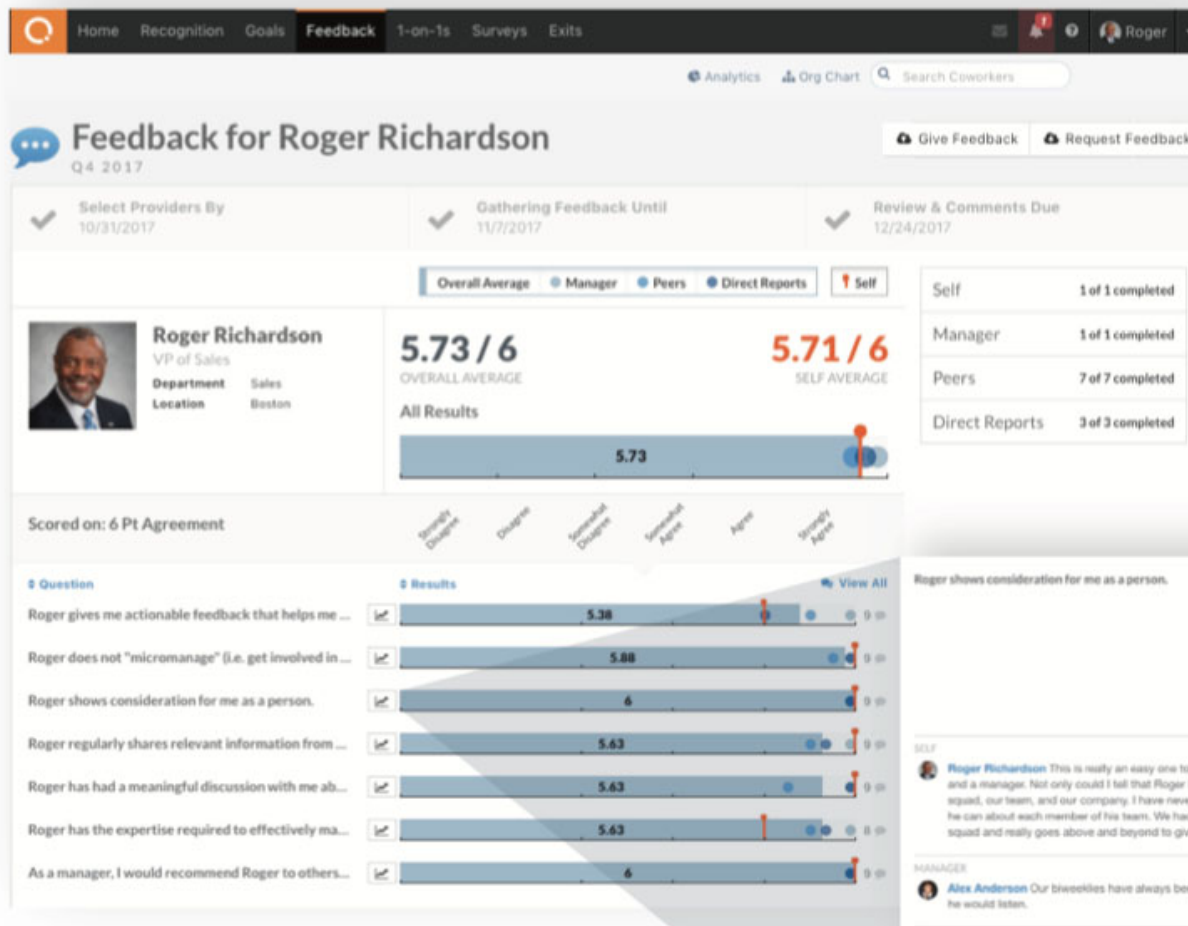 Home Recognition Goals Feedback 1-on-1s Surveys Exits
Roger
Analytics Org Chart Search Coworkers
Feedback for Roger Richardson
Q4 2017
Give Feedback Request Feedback
Select Providers By
10/31/2017
Gathering Feedback Until
11/7/2017
Review & Comments Due
12/24/2017
Overall Average Manager Peers Direct Reports Self
Self 1 of 1 completed
Manager 1 of 1 completed
Peers 7 of 7 completed
Direct Reports 3 of 3 completed
Roger Richardson
VP of Sales
Department Sales
Location Boston
5.73 / 6
OVERALL AVERAGE
5.71 / 6
SELF AVERAGE
All Results
5.73
Scored on: 6 Pt Agreement
Strongly Disagree
Disagree
Somewhat Disagree
Somewhat Agree
Agree
Strongly Agree
Question Results View All
Roger gives me actionable feedback that helps me ... 5.38 9
Roger does not "micromanage" (i.e. get involved in ... 5.88 9
Roger shows consideration for me as a person. 6 9
Roger regularly shares relevant information from ... 5.63 9
Roger has had a meaningful discussion with me ab... 5.63 9
Roger has the expertise required to effectively ma... 5.63 8
As a manager, I would recommend Roger to others... 6 9
Roger shows consideration for me as a person.
SELF
Roger Richardson This is really an easy one to
and a manager. Not only could I tell that Roger
squad, our team, and our company. I have neve
he can about each member of his team. We had
squad and really goes above and beyond to giv
MANAGER
Alex Anderson Our biweeklies have always be
he would listen.